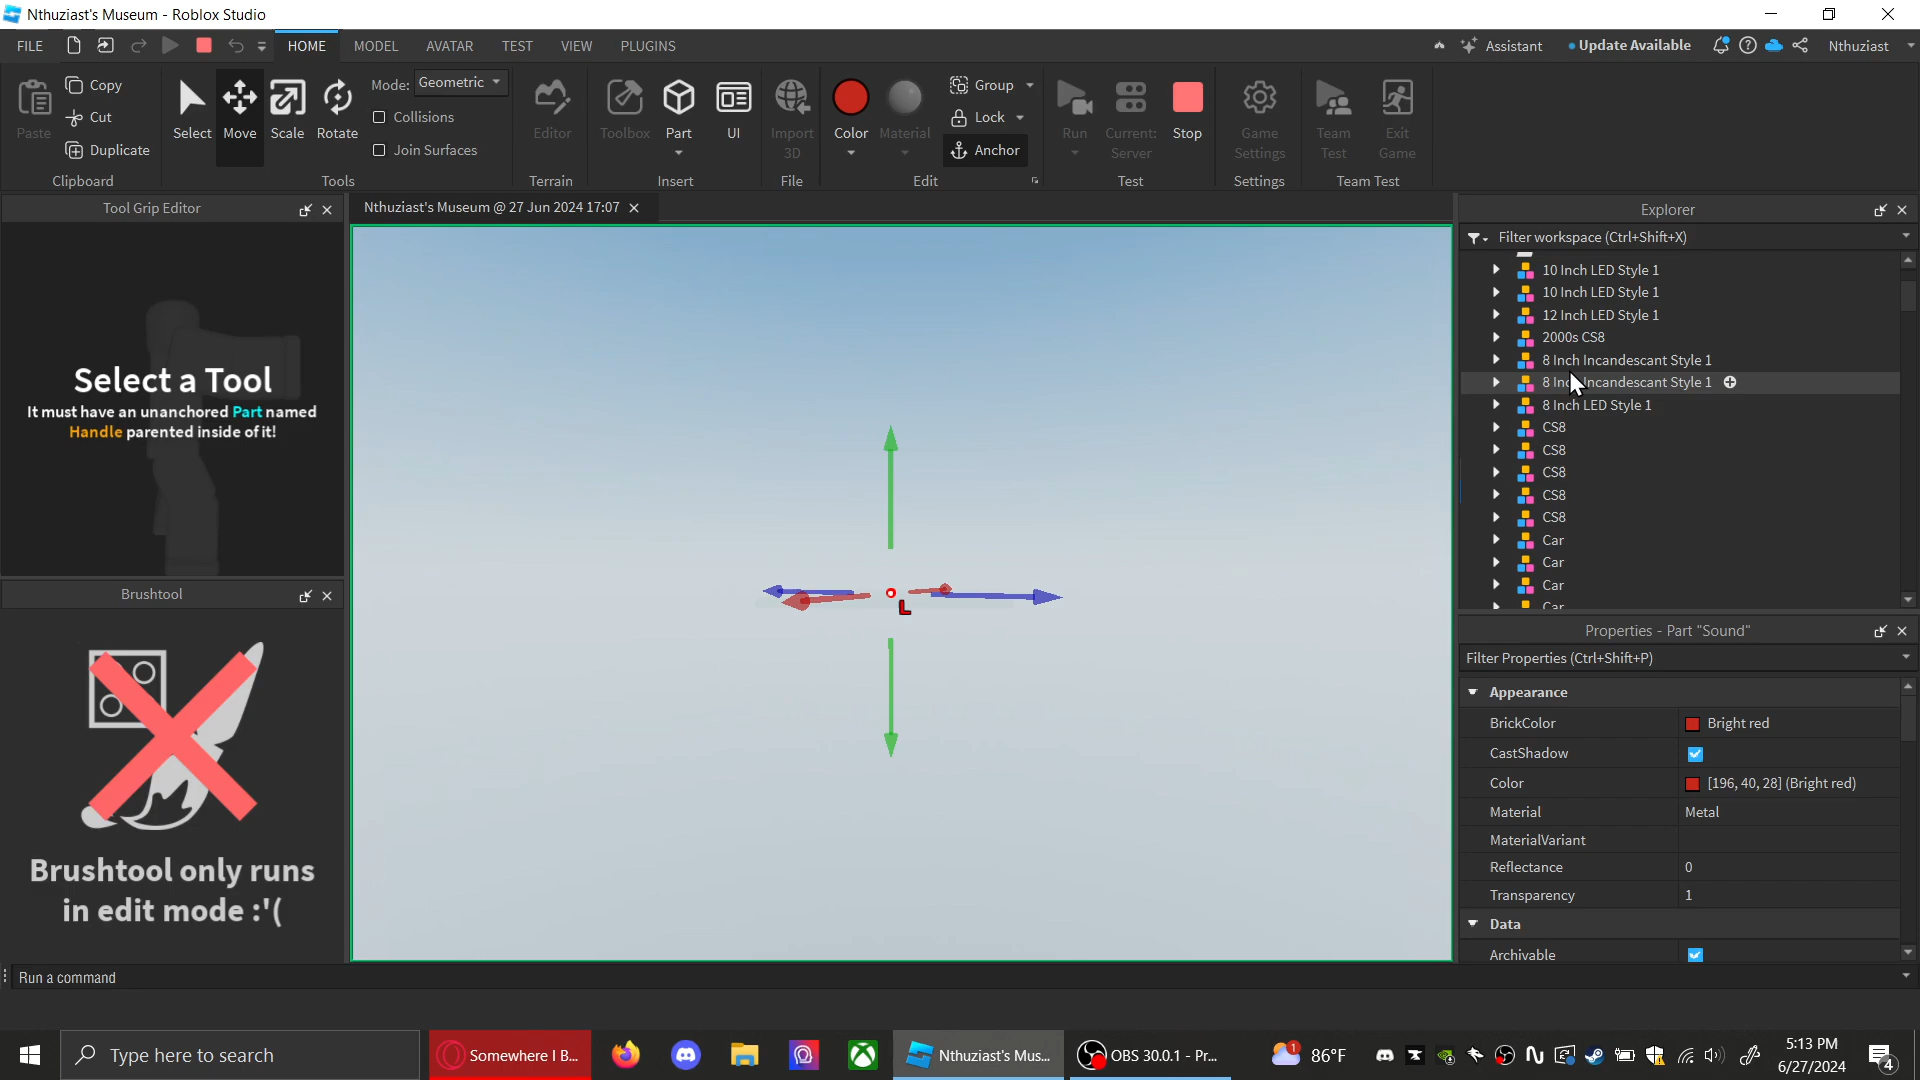 Nthuziast's Museum - Roblox Studio
FILE
HOME
MODEL
AVATAR
TEST
VIEW
PLUGINS
Assistant
Update Available
Nthuziast
Paste
Copy
Cut
Duplicate
Clipboard
Select
Move
Scale
Rotate
Mode: Geometric
Collisions
Join Surfaces
Tools
Editor
Terrain
Toolbox
Part
UI
Insert
Import
3D
File
Color
Material
Group
Lock
Anchor
Edit
Run
Current:
Server
Stop
Test
Game
Settings
Settings
Team
Test
Exit
Game
Team Test
Tool Grip Editor
Select a Tool
It must have an unanchored Part named
Handle parented inside of it!
Brushtool
Brushtool only runs
in edit mode :'(
Nthuziast's Museum @ 27 Jun 2024 17:07
L
Explorer
Filter workspace (Ctrl+Shift+X)
10 Inch LED Style 1
10 Inch LED Style 1
12 Inch LED Style 1
2000s CS8
8 Inch Incandescant Style 1
8 Inch Incandescant Style 1
8 Inch LED Style 1
CS8
CS8
CS8
CS8
CS8
Car
Car
Car
Car
Properties - Part "Sound"
Filter Properties (Ctrl+Shift+P)
Appearance
BrickColor Bright red
CastShadow
Color [196, 40, 28] (Bright red)
Material Metal
MaterialVariant
Reflectance 0
Transparency 1
Data
Archivable
Run a command
Type here to search
Somewhere I B...
Nthuziast's Mus...
OBS 30.0.1 - Pr...
1
86°F
5:13 PM
6/27/2024
4